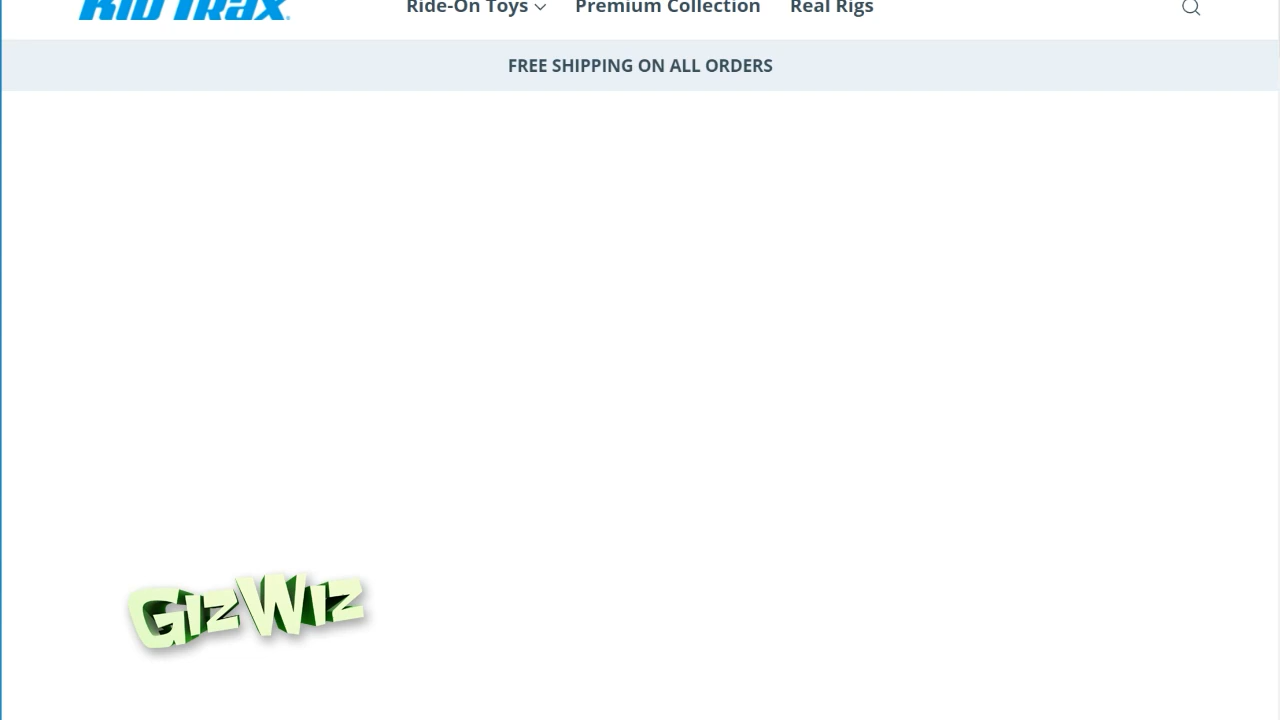 KID TRAX
Ride-On Toys
Premium Collection
Real Rigs
FREE SHIPPING ON ALL ORDERS
GizWiz